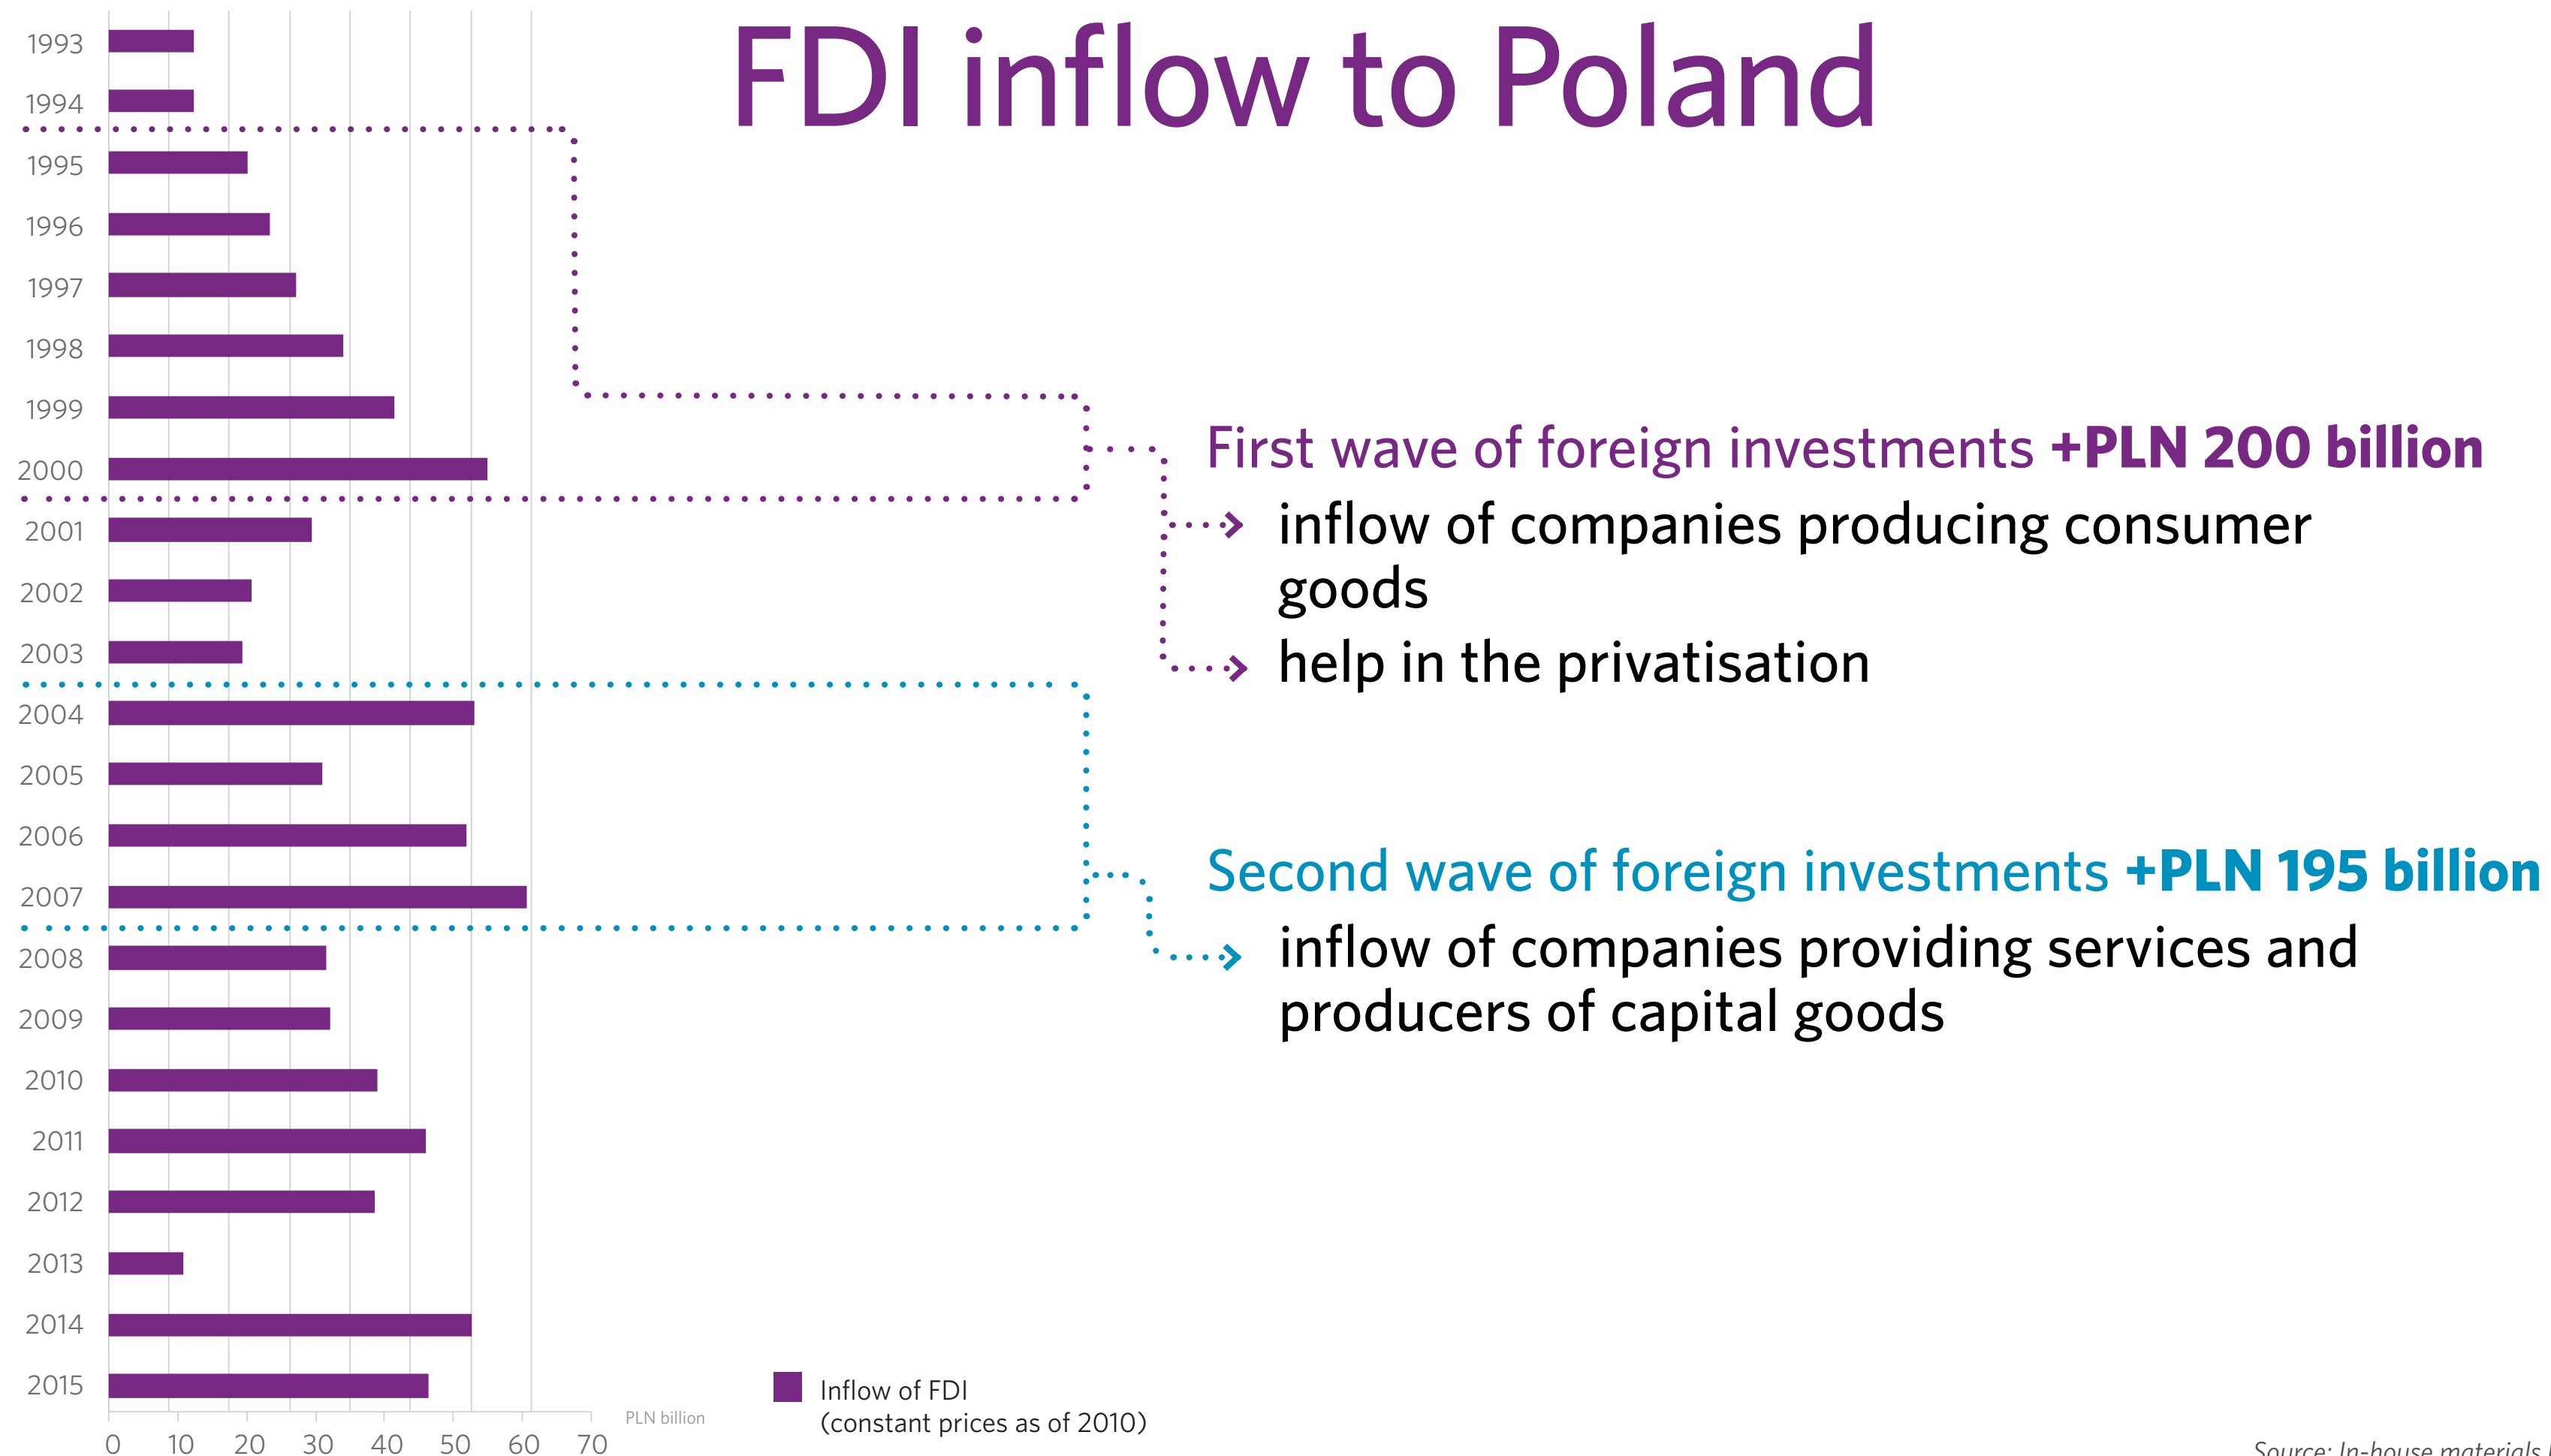 FDI inflow to Poland
1993
1994
1995
1996
1997
1998
1999
2000
2001
2002
2003
2004
2005
2006
2007
2008
2009
2010
2011
2012
2013
2014
2015
0 10 20 30 40 50 60 70
PLN billion
First wave of foreign investments +PLN 200 billion
inflow of companies producing consumer
goods
help in the privatisation
Second wave of foreign investments +PLN 195 billion
inflow of companies providing services and
producers of capital goods
Inflow of FDI
(constant prices as of 2010)
Source: In-house materials